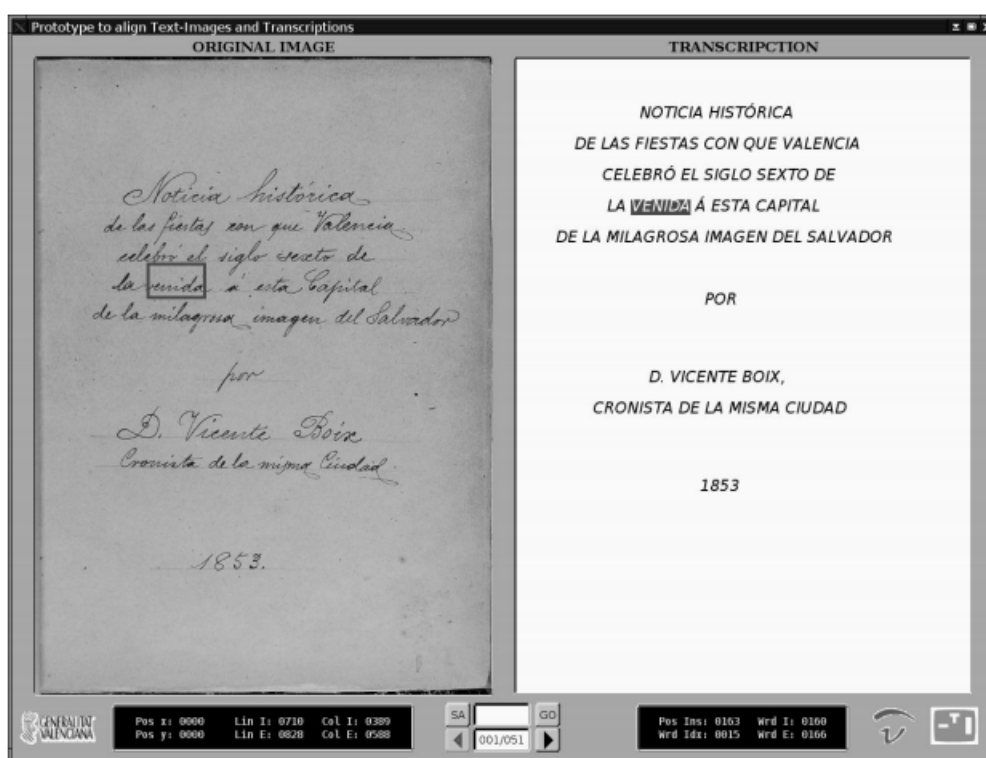 Prototype to align Text-Images and Transcriptions
ORIGINAL IMAGE
TRANSCRIPCTION
Noticia histórica
de las fiestas con que Valencia
celebró el siglo sexto de
la venida á esta Capital
de la milagrosa imagen del Salvador
por
D. Vicente Boix
Cronista de la misma Ciudad.
1853.
NOTICIA HISTÓRICA
DE LAS FIESTAS CON QUE VALENCIA
CELEBRÓ EL SIGLO SEXTO DE
LA VENIDA Á ESTA CAPITAL
DE LA MILAGROSA IMAGEN DEL SALVADOR
POR
D. VICENTE BOIX,
CRONISTA DE LA MISMA CIUDAD
1853
GENERALITAT
VALENCIANA
Pos x: 0000 Lin I: 0710 Col I: 0389
Pos y: 0000 Lin E: 0828 Col E: 0588
SA GO
001/051
Pos Ins: 0163 Wrd I: 0160
Wrd Idx: 0015 Wrd E: 0166